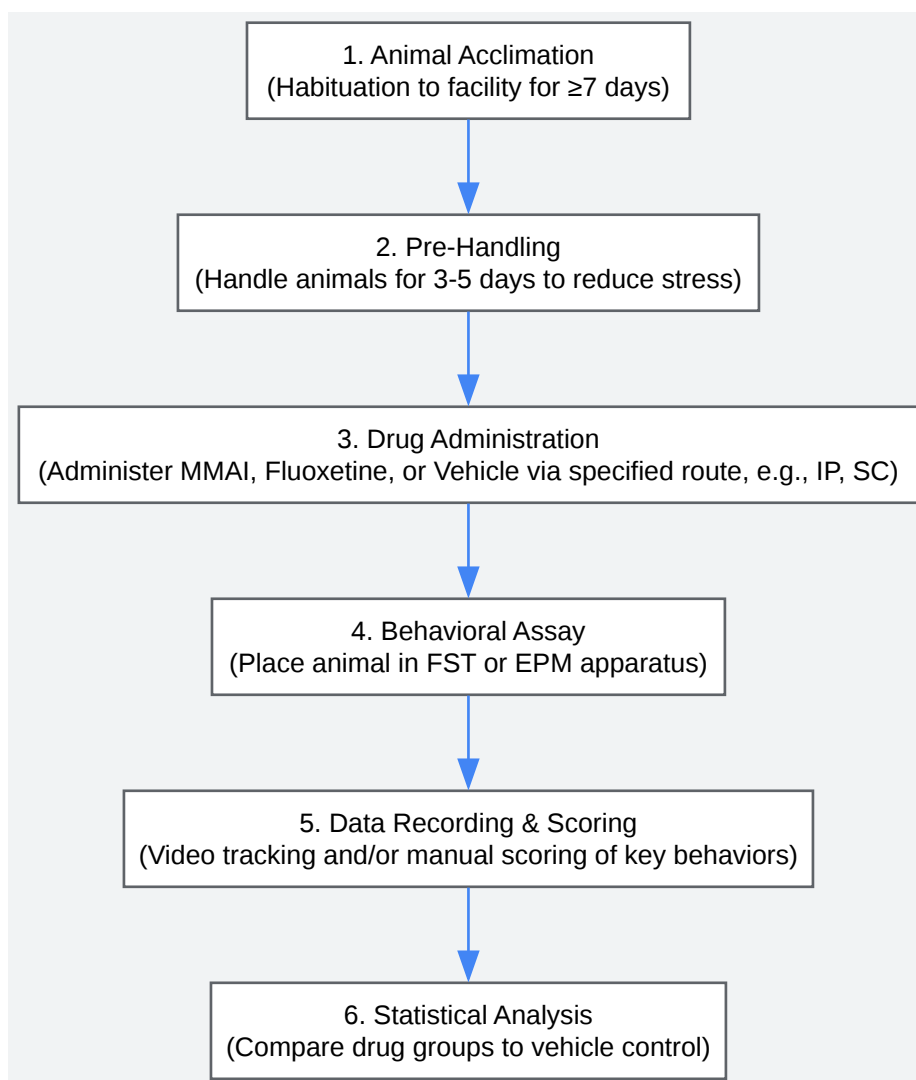 1. Animal Acclimation
(Habituation to facility for ≥7 days)
2. Pre-Handling
(Handle animals for 3-5 days to reduce stress)
3. Drug Administration
(Administer MMAI, Fluoxetine, or Vehicle via specified route, e.g., IP, SC)
4. Behavioral Assay
(Place animal in FST or EPM apparatus)
5. Data Recording & Scoring
(Video tracking and/or manual scoring of key behaviors)
6. Statistical Analysis
(Compare drug groups to vehicle control)